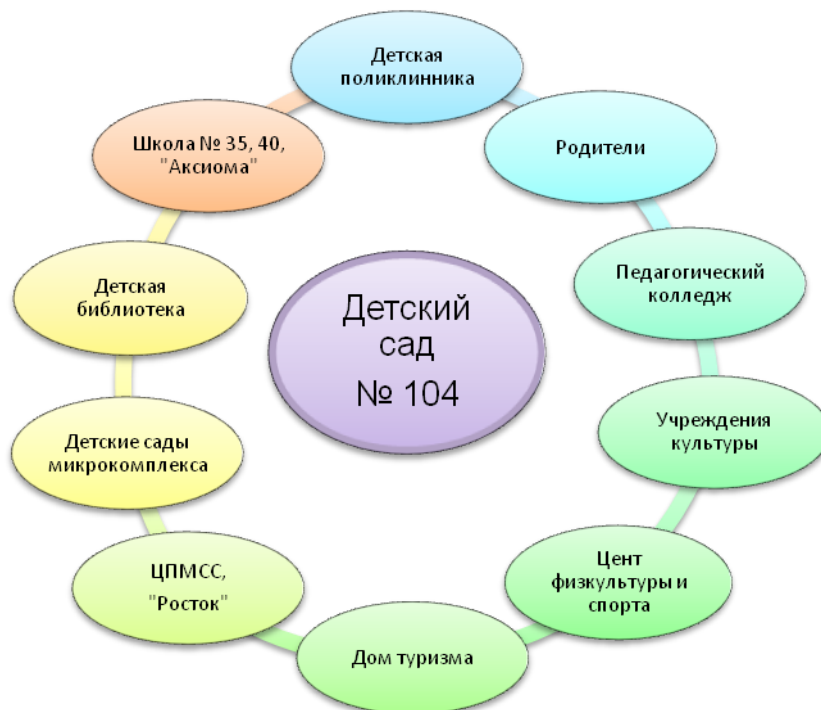 Детская
поликлинника
Родители
Педагогический
колледж
Учреждения
культуры
Цент
физкультуры и
спорта
Дом туризма
ЦПМСС,
"Росток"
Детские сады
микрокомплекса
Детская
библиотека
Школа № 35, 40,
"Аксиома"
Детский
сад
№ 104